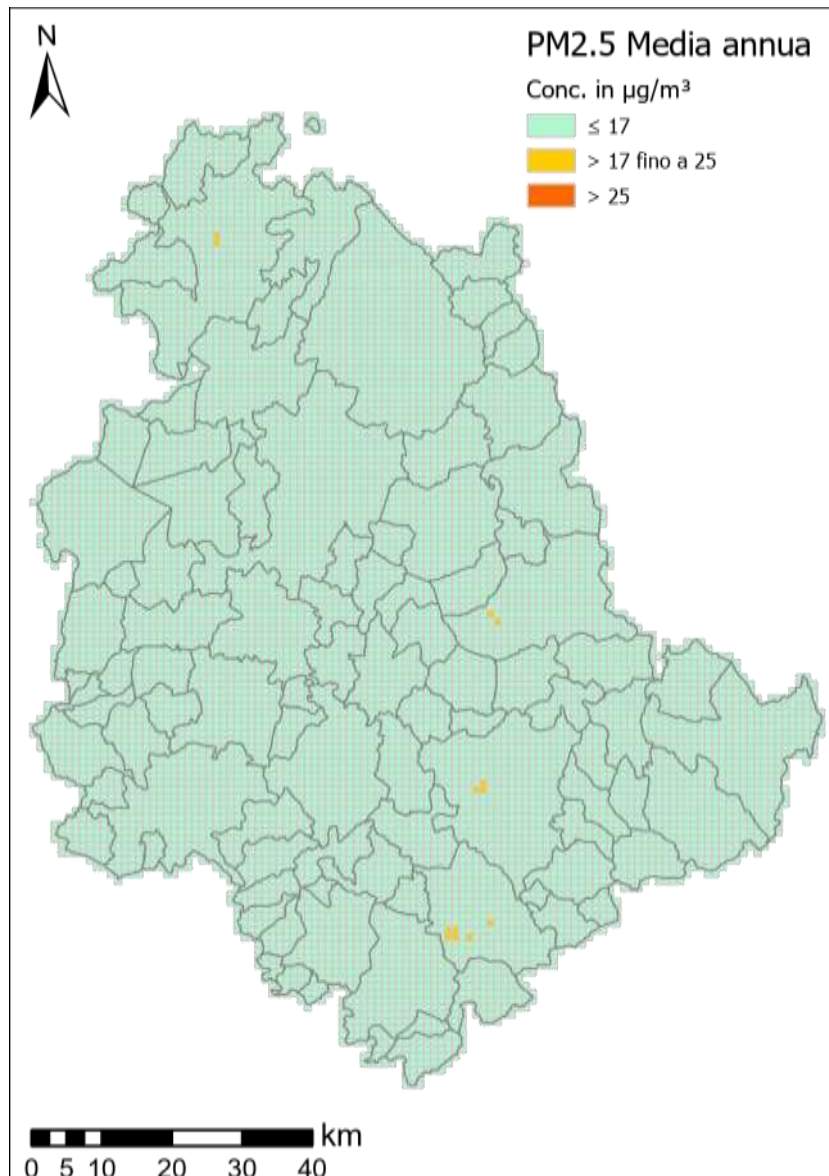 N
PM2.5 Media annua
Conc. in µg/m³
≤ 17
> 17 fino a 25
> 25
km
0 5 10 20 30 40